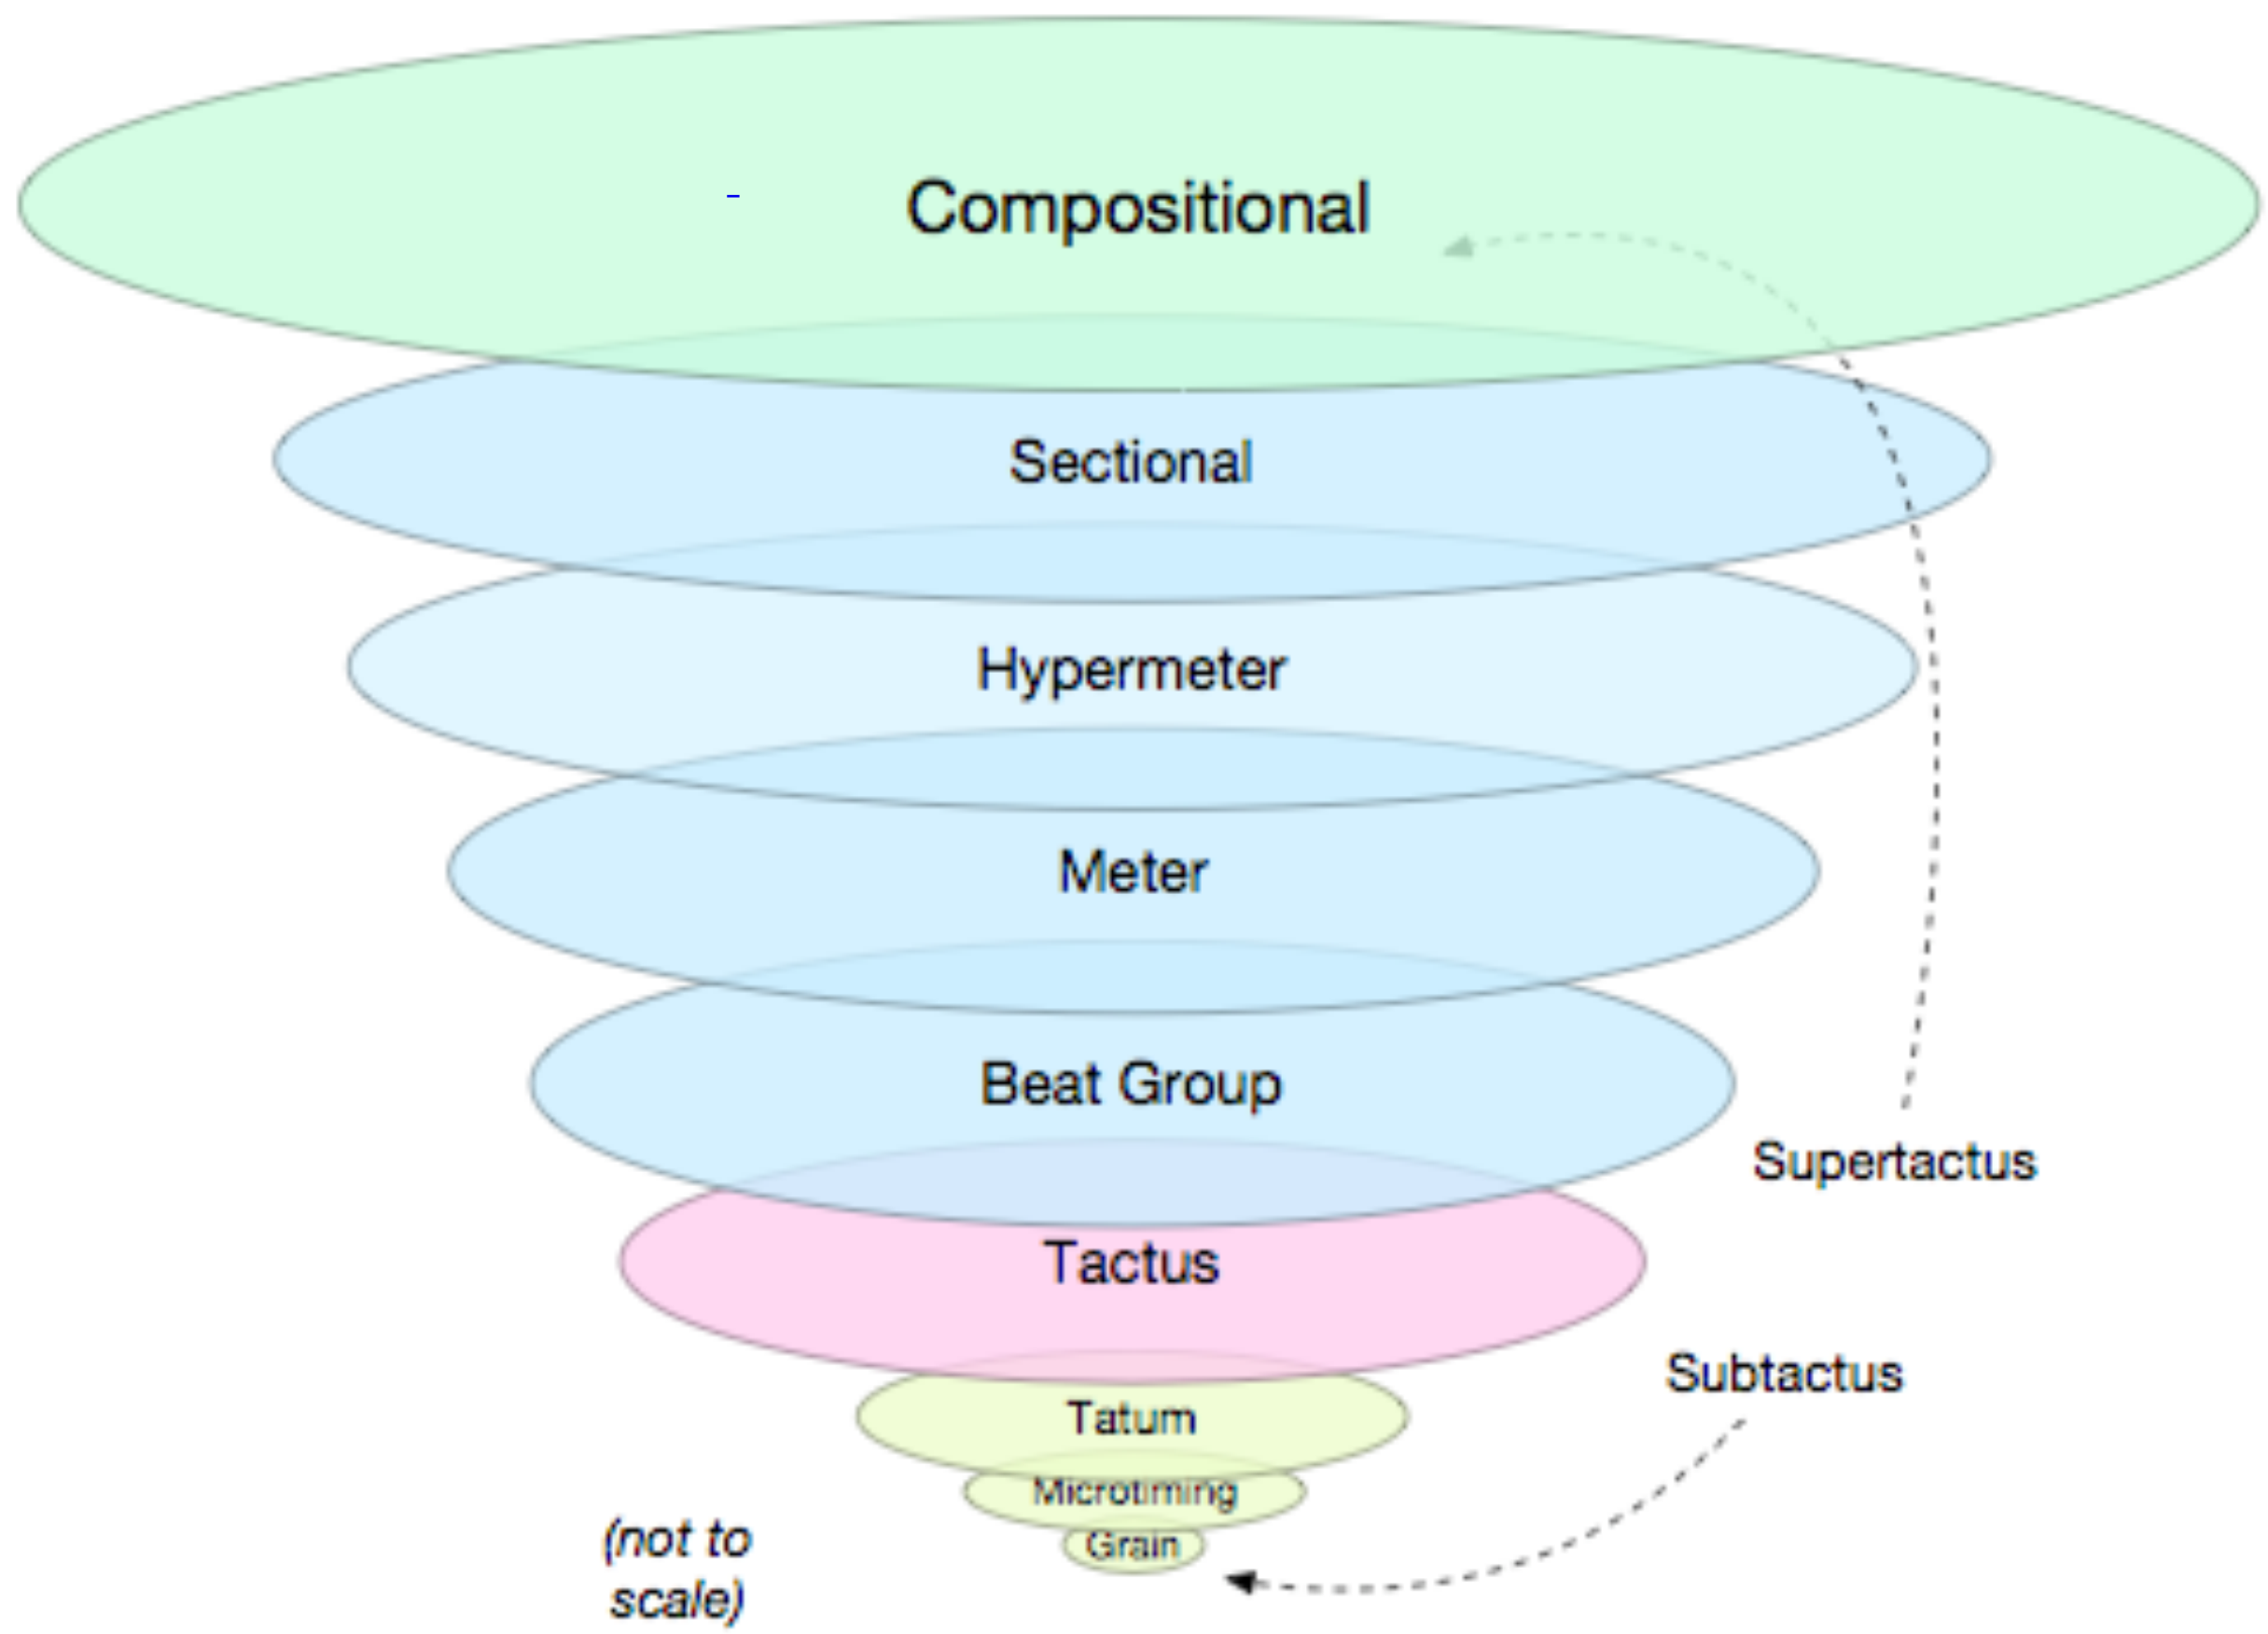 Compositional
Sectional
Hypermeter
Meter
Beat Group
Supertactus
Tactus
Subtactus
Tatum
Microtiming
Grain
(not to
scale)